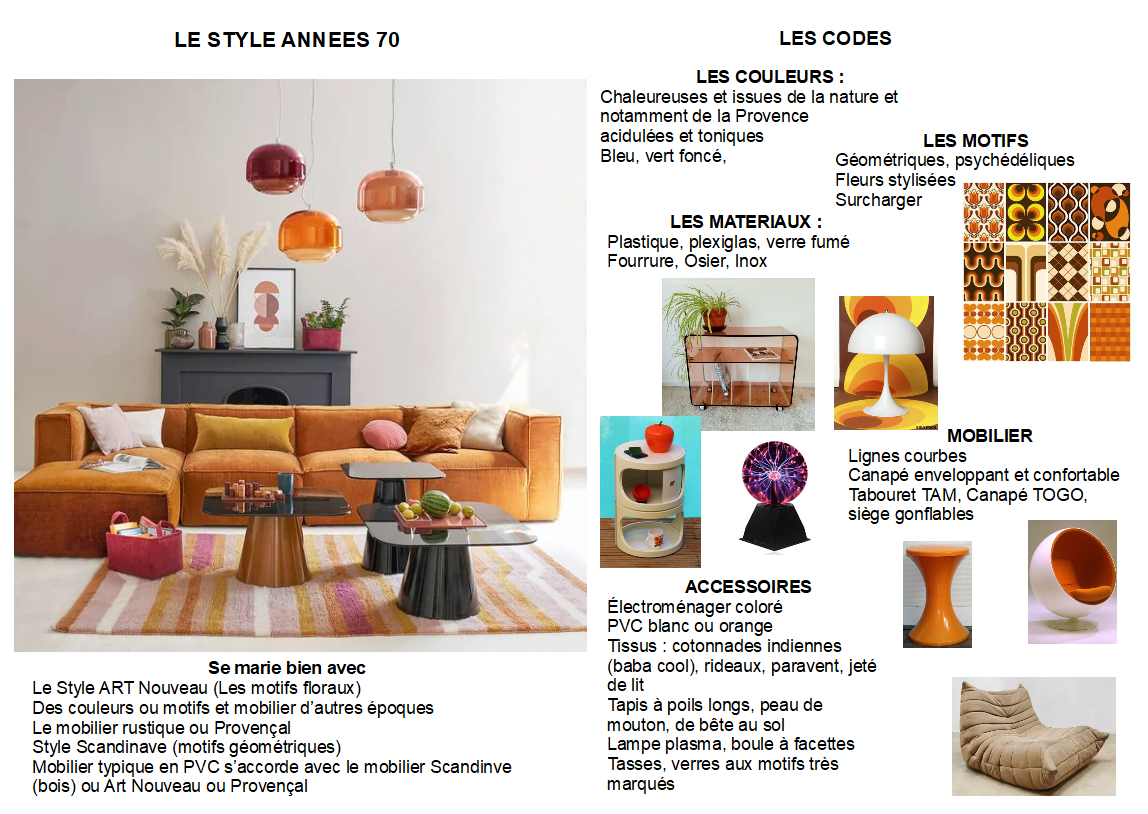 LE STYLE ANNEES 70
Se marie bien avec
Le Style ART Nouveau (Les motifs floraux)
Des couleurs ou motifs et mobilier d’autres époques
Le mobilier rustique ou Provençal
Style Scandinave (motifs géométriques)
Mobilier typique en PVC s’accorde avec le mobilier Scandinve
(bois) ou Art Nouveau ou Provençal
LES CODES
LES COULEURS :
Chaleureuses et issues de la nature et
notamment de la Provence
acidulées et toniques
Bleu, vert foncé,
LES MOTIFS
Géométriques, psychédéliques
Fleurs stylisées
Surcharger
LES MATERIAUX :
Plastique, plexiglas, verre fumé
Fourrure, Osier, Inox
MOBILIER
Lignes courbes
Canapé enveloppant et confortable
Tabouret TAM, Canapé TOGO,
siège gonflables
ACCESSOIRES
Électroménager coloré
PVC blanc ou orange
Tissus : cotonnades indiennes
(baba cool), rideaux, paravent, jeté
de lit
Tapis à poils longs, peau de
mouton, de bête au sol
Lampe plasma, boule à facettes
Tasses, verres aux motifs très
marqués